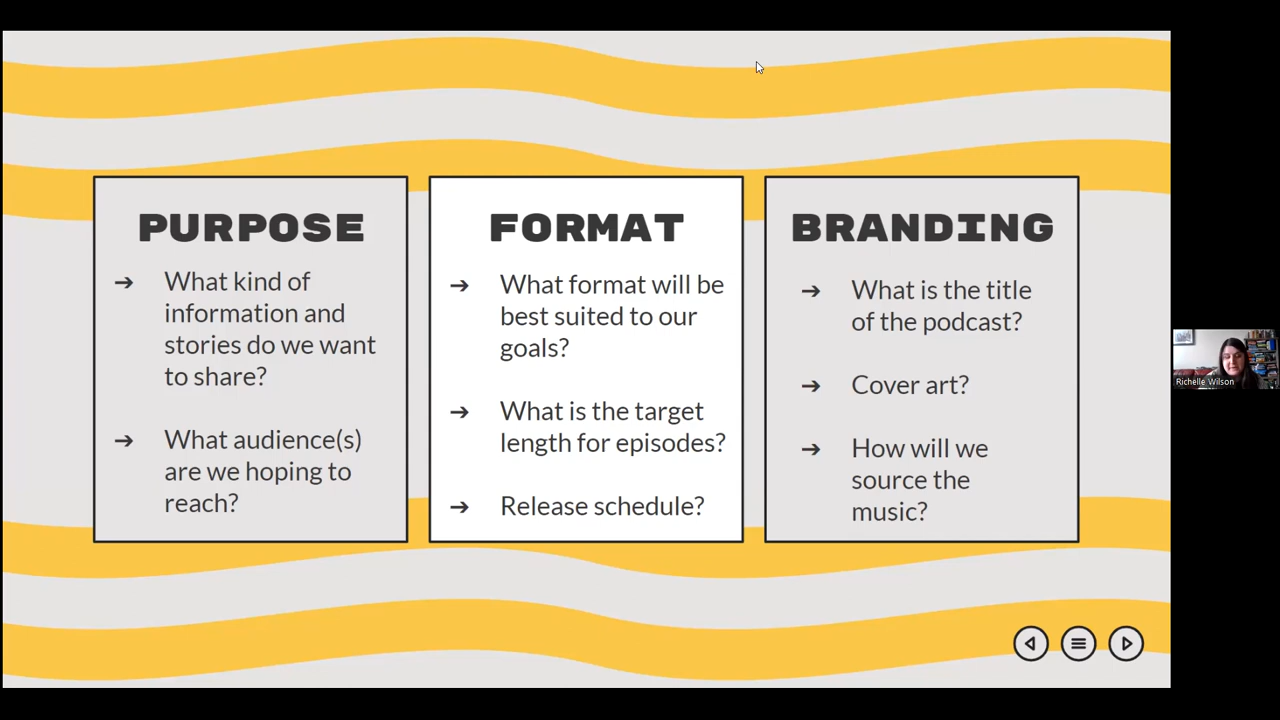 PURPOSE
➔ What kind of
information and
stories do we want
to share?
➔ What audience(s)
are we hoping to
reach?
FORMAT
➔ What format will be
best suited to our
goals?
➔ What is the target
length for episodes?
➔ Release schedule?
BRANDING
➔ What is the title
of the podcast?
➔ Cover art?
➔ How will we
source the
music?
Richelle Wilson